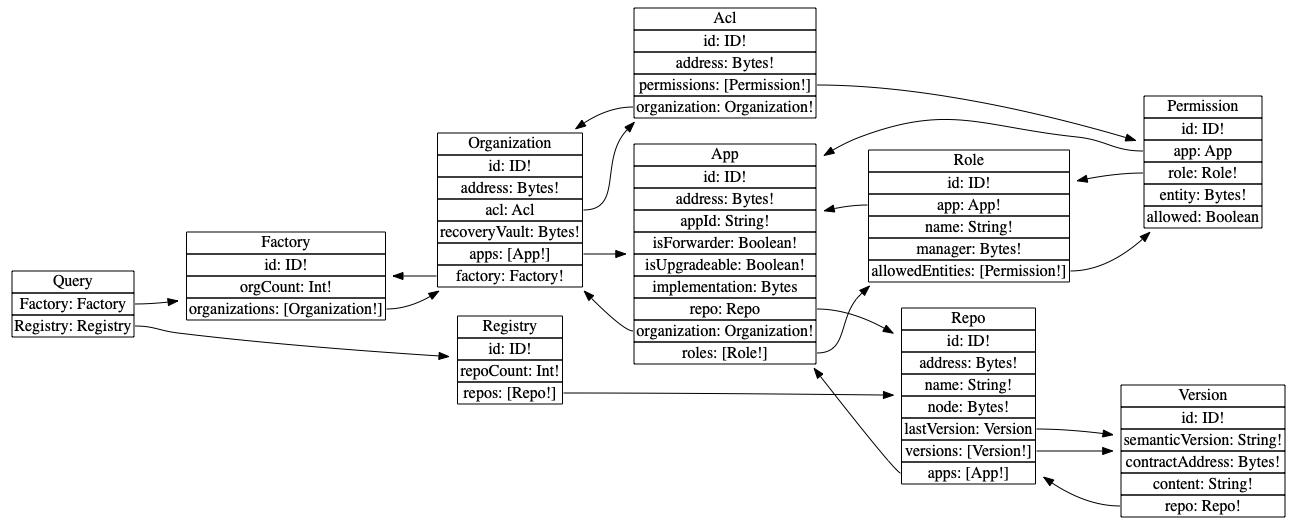 Query
Factory: Factory
Registry: Registry
Factory
id: ID!
orgCount: Int!
organizations: [Organization!]
Organization
id: ID!
address: Bytes!
acl: Acl
recoveryVault: Bytes!
apps: [App!]
factory: Factory!
Registry
id: ID!
repoCount: Int!
repos: [Repo!]
Acl
id: ID!
address: Bytes!
permissions: [Permission!]
organization: Organization!
App
id: ID!
address: Bytes!
appId: String!
isForwarder: Boolean!
isUpgradeable: Boolean!
implementation: Bytes
repo: Repo
organization: Organization!
roles: [Role!]
Role
id: ID!
app: App!
name: String!
manager: Bytes!
allowedEntities: [Permission!]
Repo
id: ID!
address: Bytes!
name: String!
node: Bytes!
lastVersion: Version
versions: [Version!]
apps: [App!]
Permission
id: ID!
app: App
role: Role!
entity: Bytes!
allowed: Boolean
Version
id: ID!
semanticVersion: String!
contractAddress: Bytes!
content: String!
repo: Repo!